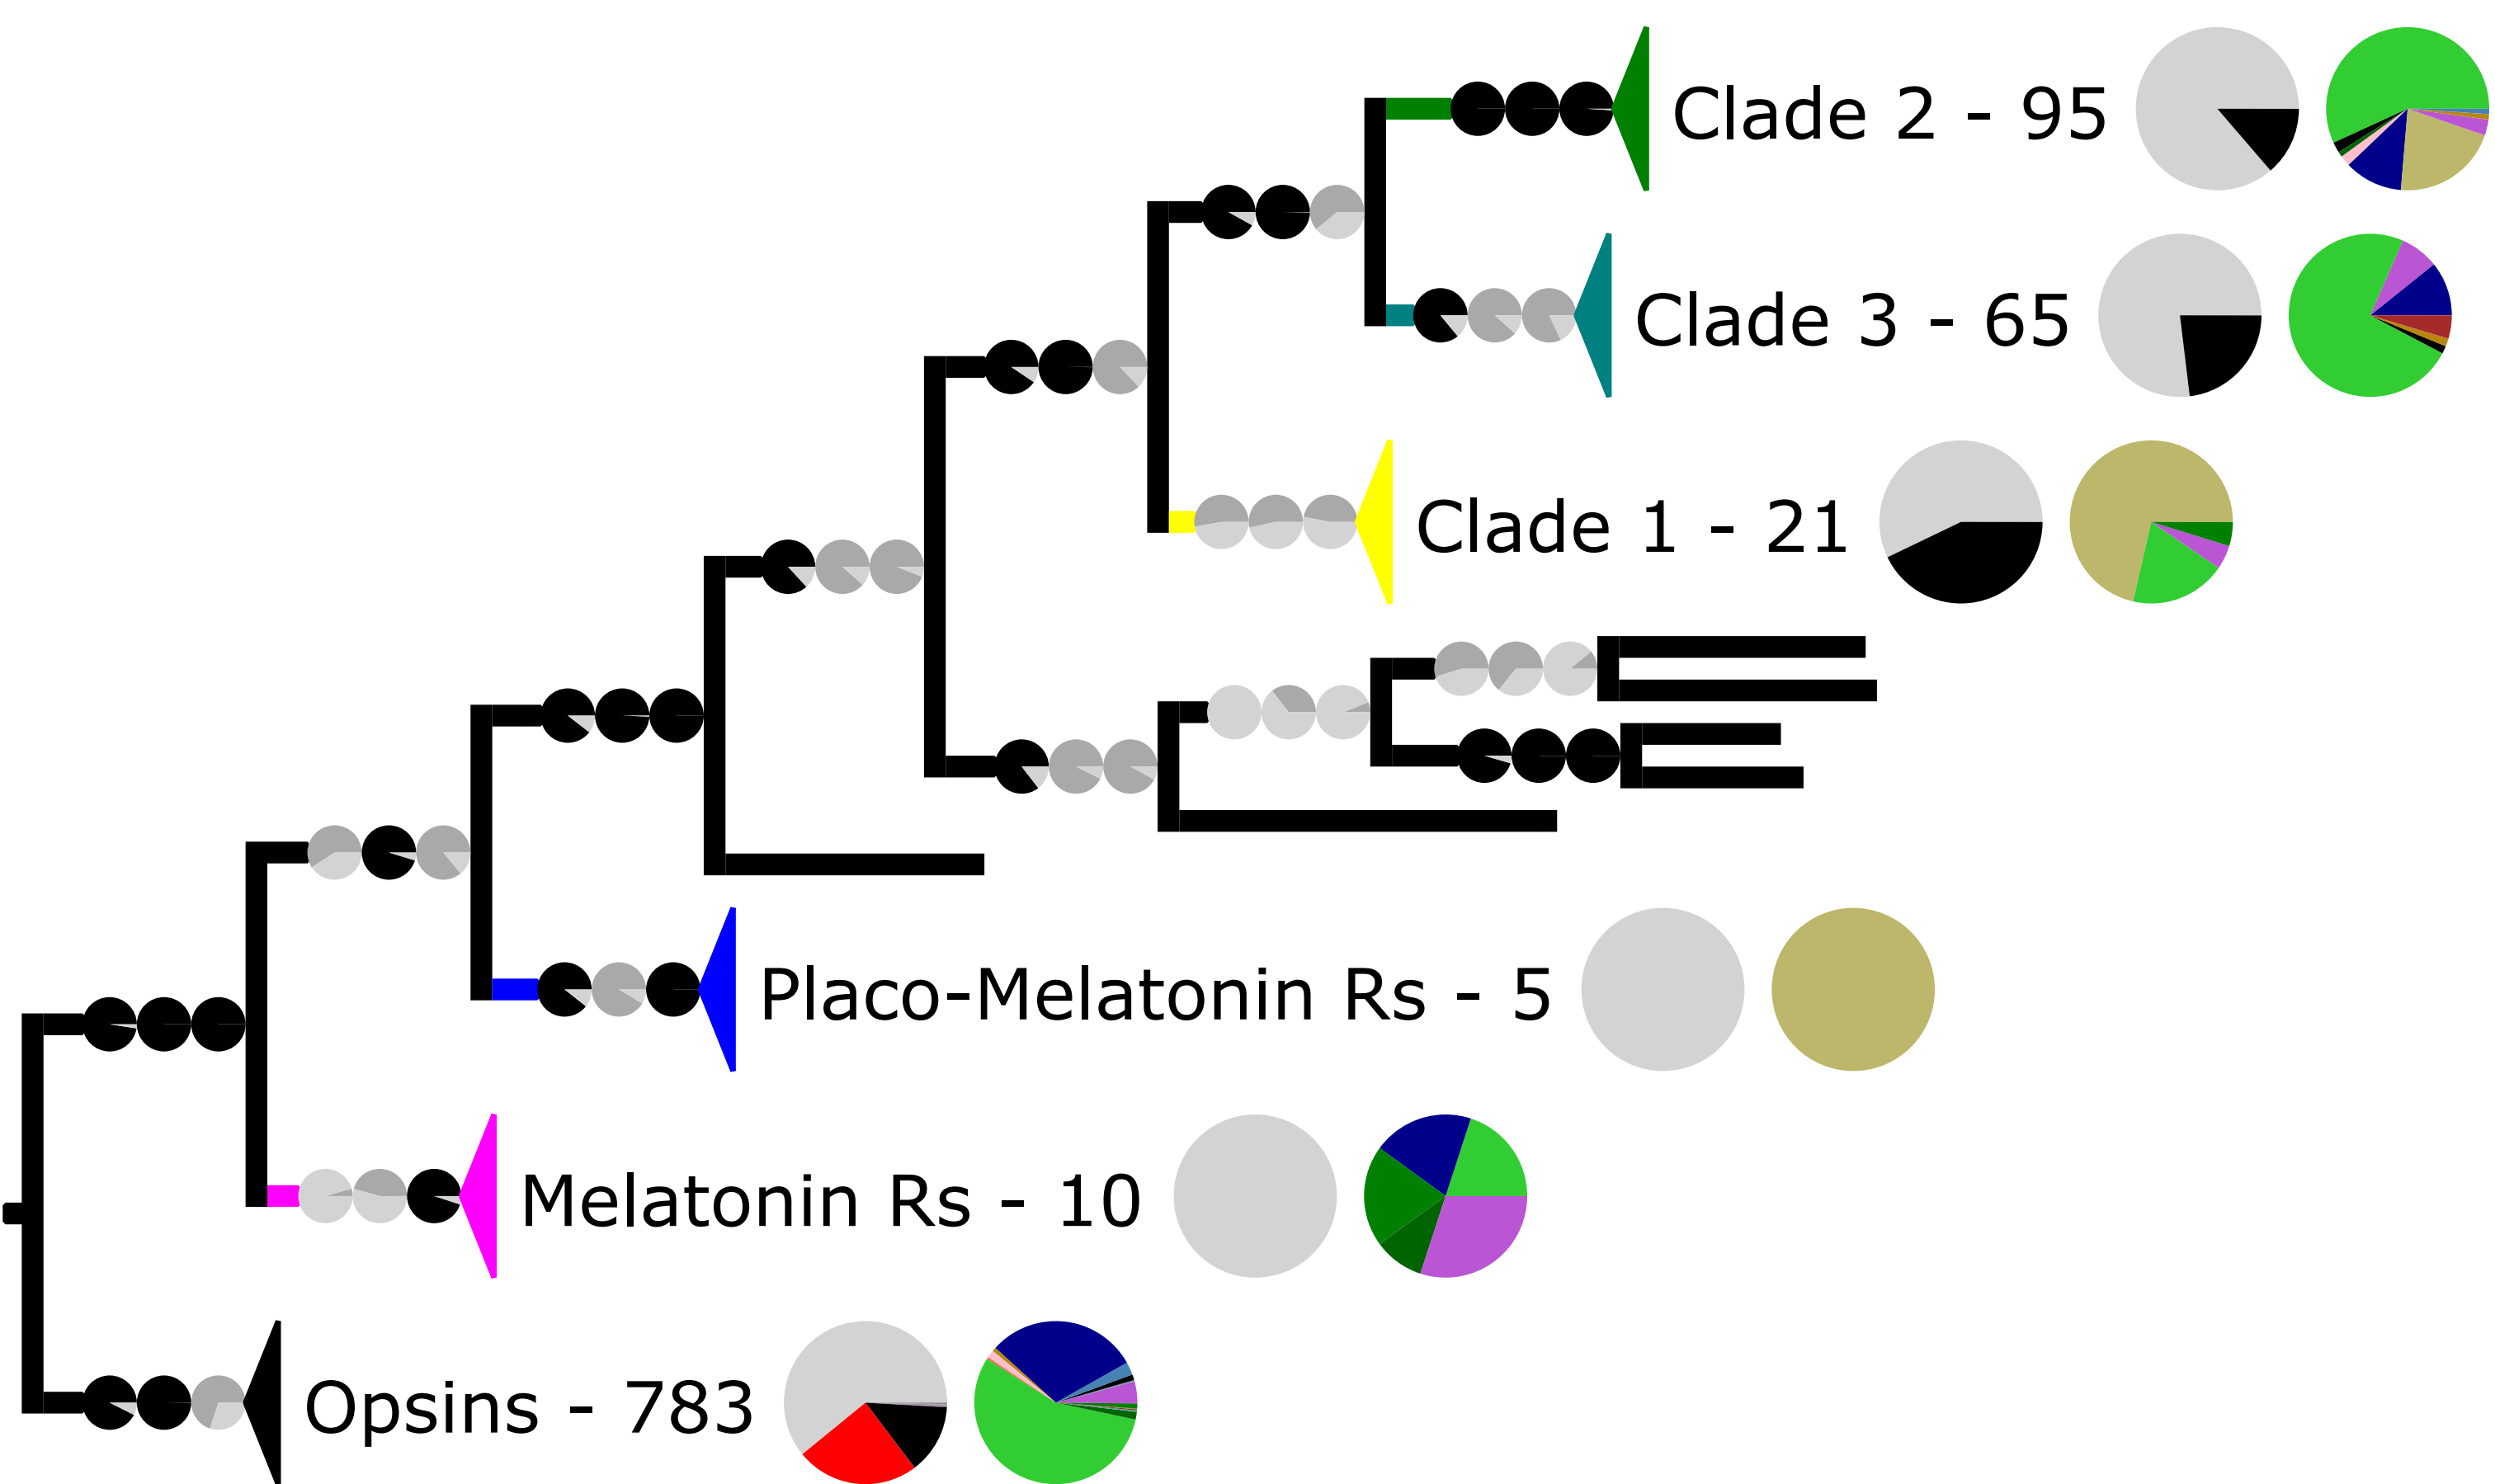 Clade 2 - 95
Clade 3 - 65
Clade 1 - 21
Placo-Melatonin Rs - 5
Melatonin Rs - 10
Opsins - 783